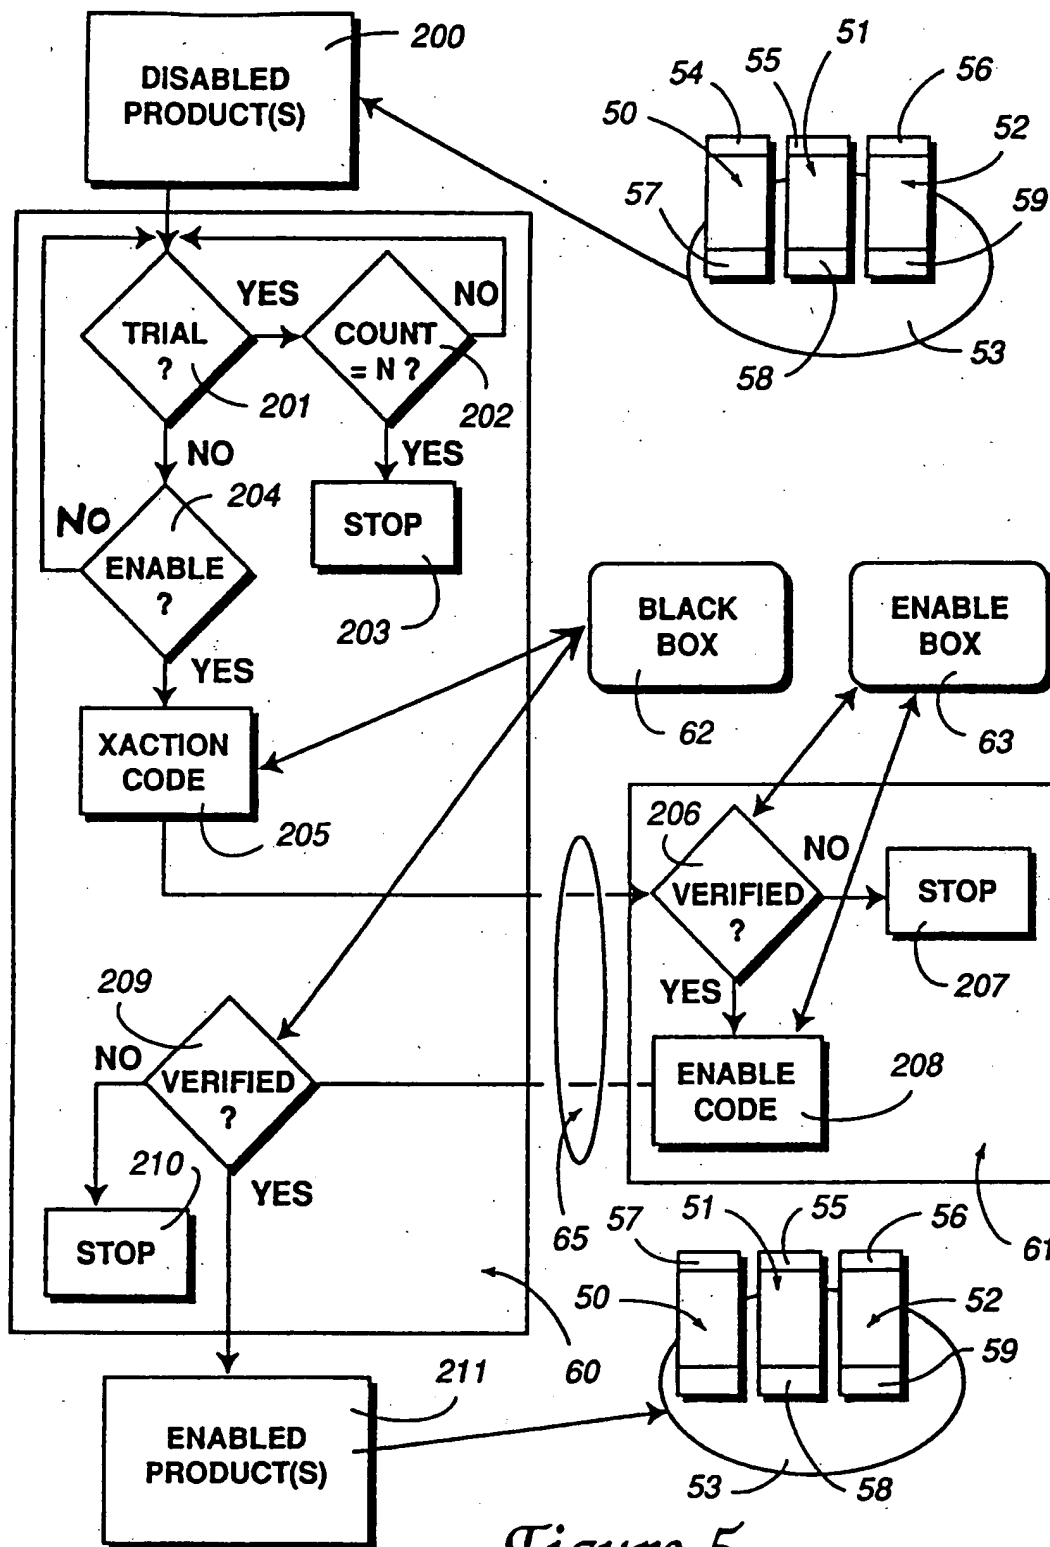 200
DISABLED
PRODUCT(S)
51
55
56
54
50
52
57
59
58
53
TRIAL
?
201
YES
COUNT
= N ?
202
NO
NO
YES
STOP
203
204
NO
ENABLE
?
YES
BLACK
BOX
62
ENABLE
BOX
63
XACTION
CODE
205
206
VERIFIED
?
NO
STOP
207
YES
ENABLE
CODE
208
209
NO
VERIFIED
?
210
STOP
YES
65
61
60
57
51
55
56
50
52
59
53
58
211
ENABLED
PRODUCT(S)
Figure 5